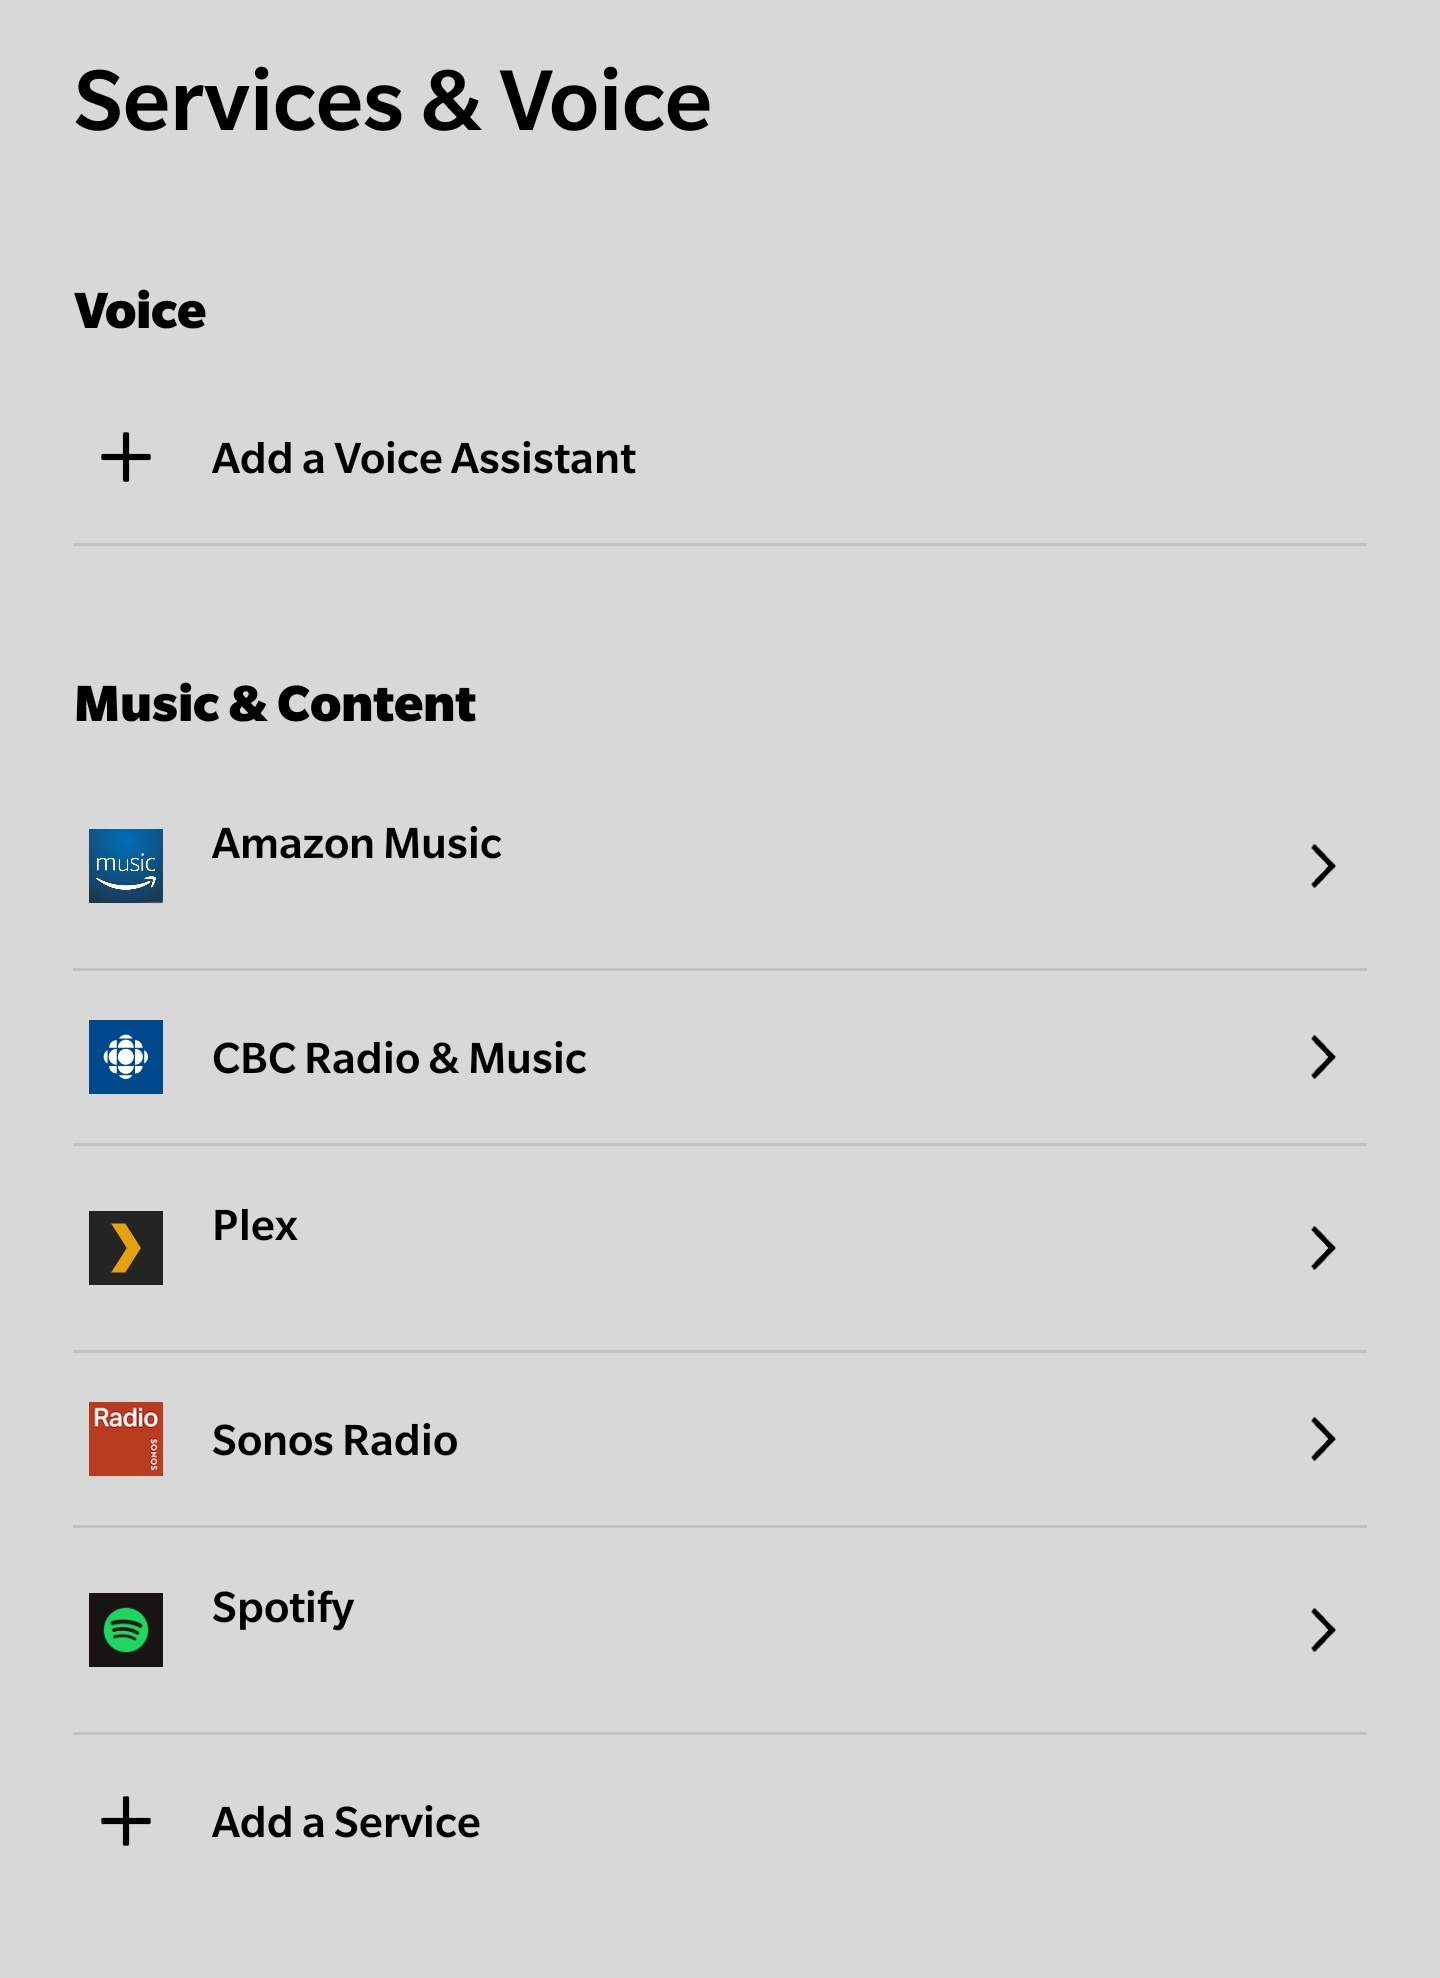 Services & Voice
Voice
Add a Voice Assistant
Music & Content
music
Amazon Music
CBC Radio & Music
Plex
Radio
SONOS
Sonos Radio
Spotify
Add a Service